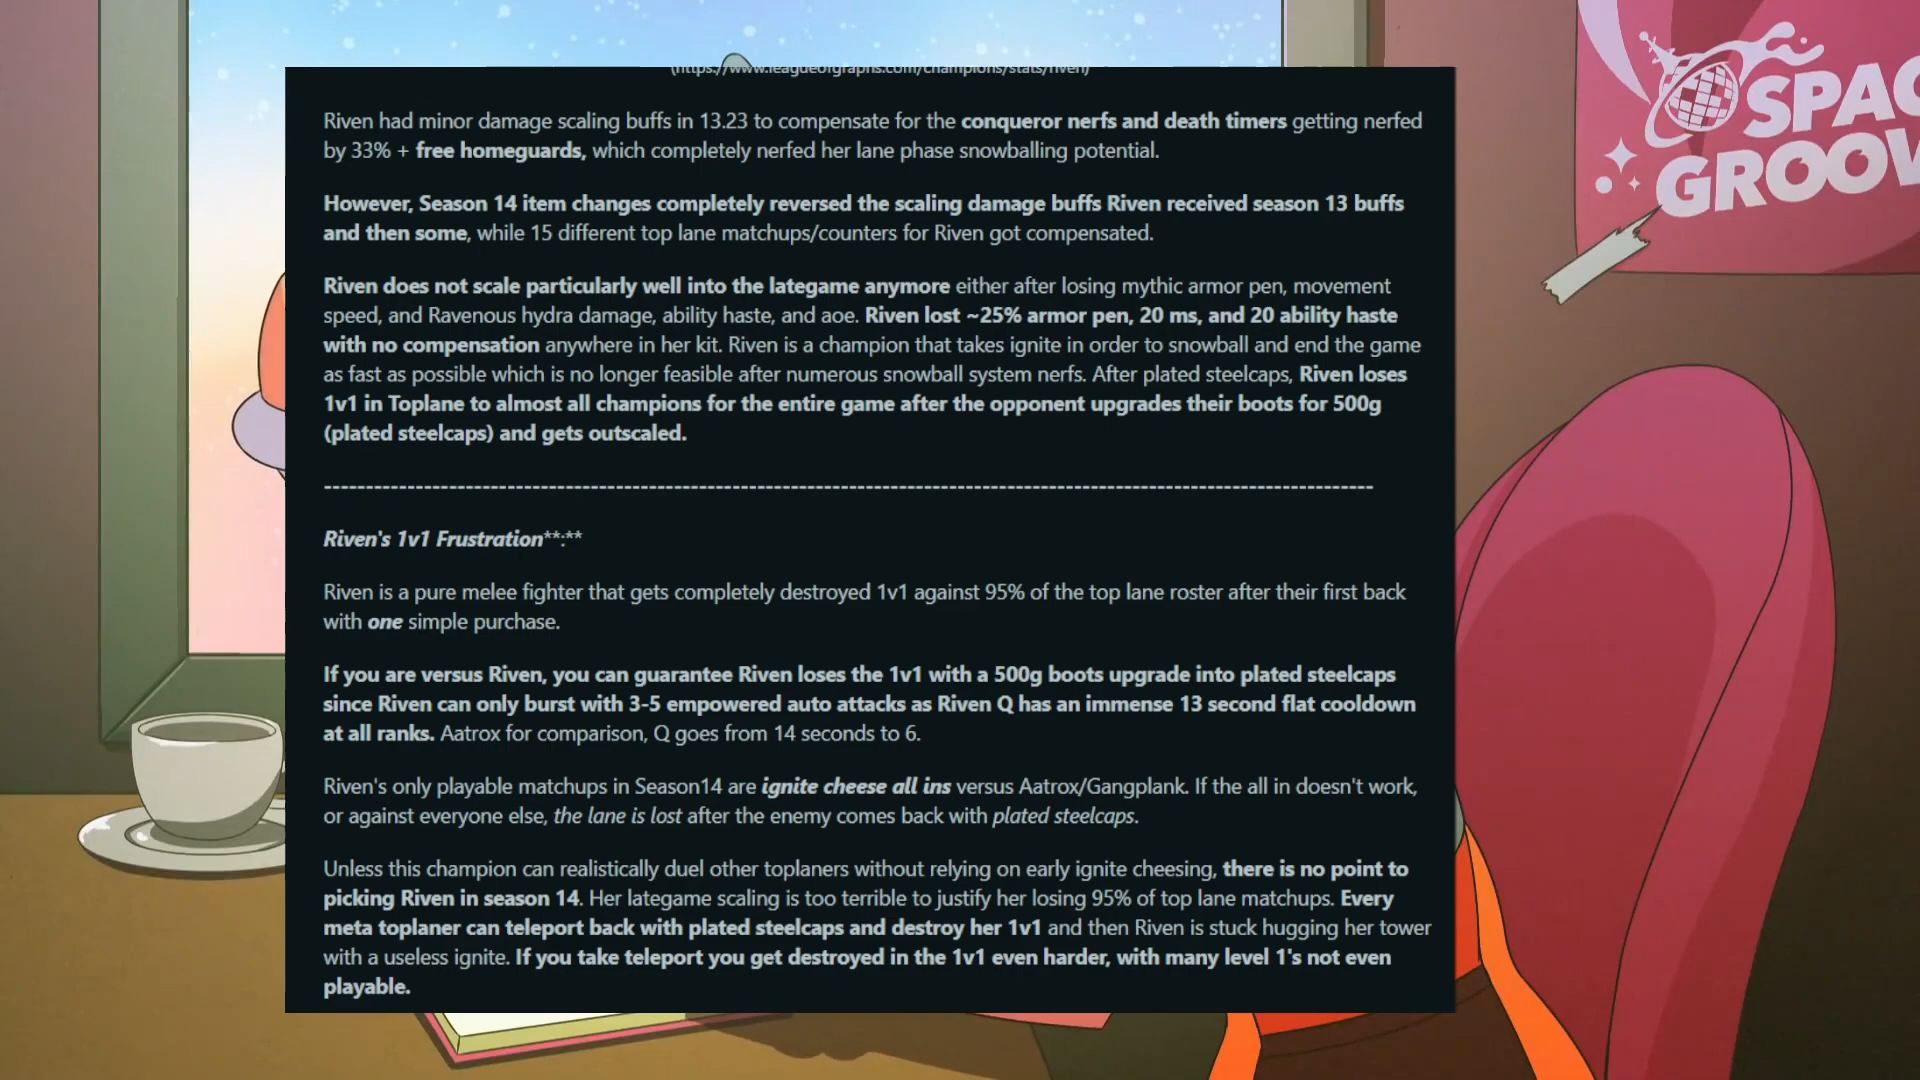 (https://www.leagueofgraphs.com/champions/stats/riven)
Riven had minor damage scaling buffs in 13.23 to compensate for the conqueror nerfs and death timers getting nerfed
by 33% + free homeguards, which completely nerfed her lane phase snowballing potential.
However, Season 14 item changes completely reversed the scaling damage buffs Riven received season 13 buffs
and then some, while 15 different top lane matchups/counters for Riven got compensated.
Riven does not scale particularly well into the lategame anymore either after losing mythic armor pen, movement
speed, and Ravenous hydra damage, ability haste, and aoe. Riven lost ~25% armor pen, 20 ms, and 20 ability haste
with no compensation anywhere in her kit. Riven is a champion that takes ignite in order to snowball and end the game
as fast as possible which is no longer feasible after numerous snowball system nerfs. After plated steelcaps, Riven loses
1v1 in Toplane to almost all champions for the entire game after the opponent upgrades their boots for 500g
(plated steelcaps) and gets outscaled.
------------------------------------------------------------------------------------------------------------------------------
Riven's 1v1 Frustration**:**
Riven is a pure melee fighter that gets completely destroyed 1v1 against 95% of the top lane roster after their first back
with one simple purchase.
If you are versus Riven, you can guarantee Riven loses the 1v1 with a 500g boots upgrade into plated steelcaps
since Riven can only burst with 3-5 empowered auto attacks as Riven Q has an immense 13 second flat cooldown
at all ranks. Aatrox for comparison, Q goes from 14 seconds to 6.
Riven's only playable matchups in Season14 are ignite cheese all ins versus Aatrox/Gangplank. If the all in doesn't work,
or against everyone else, the lane is lost after the enemy comes back with plated steelcaps.
Unless this champion can realistically duel other toplaners without relying on early ignite cheesing, there is no point to
picking Riven in season 14. Her lategame scaling is too terrible to justify her losing 95% of top lane matchups. Every
meta toplaner can teleport back with plated steelcaps and destroy her 1v1 and then Riven is stuck hugging her tower
with a useless ignite. If you take teleport you get destroyed in the 1v1 even harder, with many level 1's not even
playable.
SPAC
GROOV